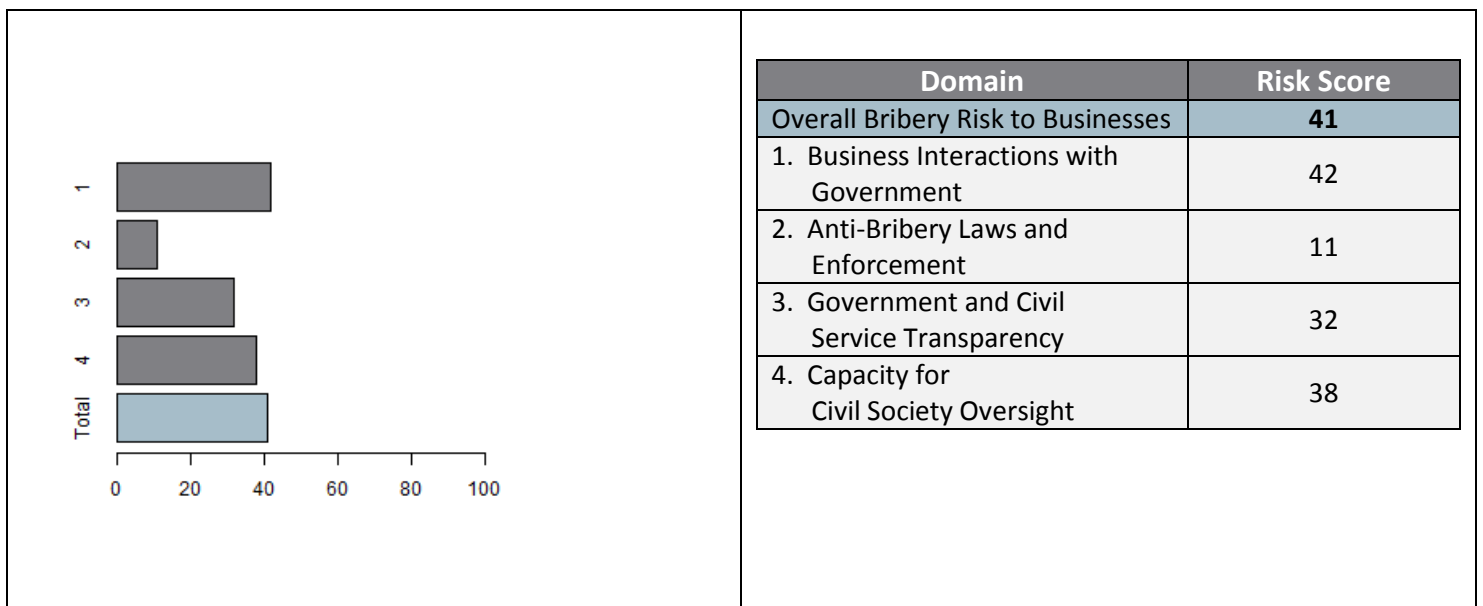 1
2
3
4
Total
0 20 40 60 80 100
Domain Risk Score
Overall Bribery Risk to Businesses 41
1. Business Interactions with
Government
42
2. Anti-Bribery Laws and
Enforcement
11
3. Government and Civil
Service Transparency
32
4. Capacity for
Civil Society Oversight
38